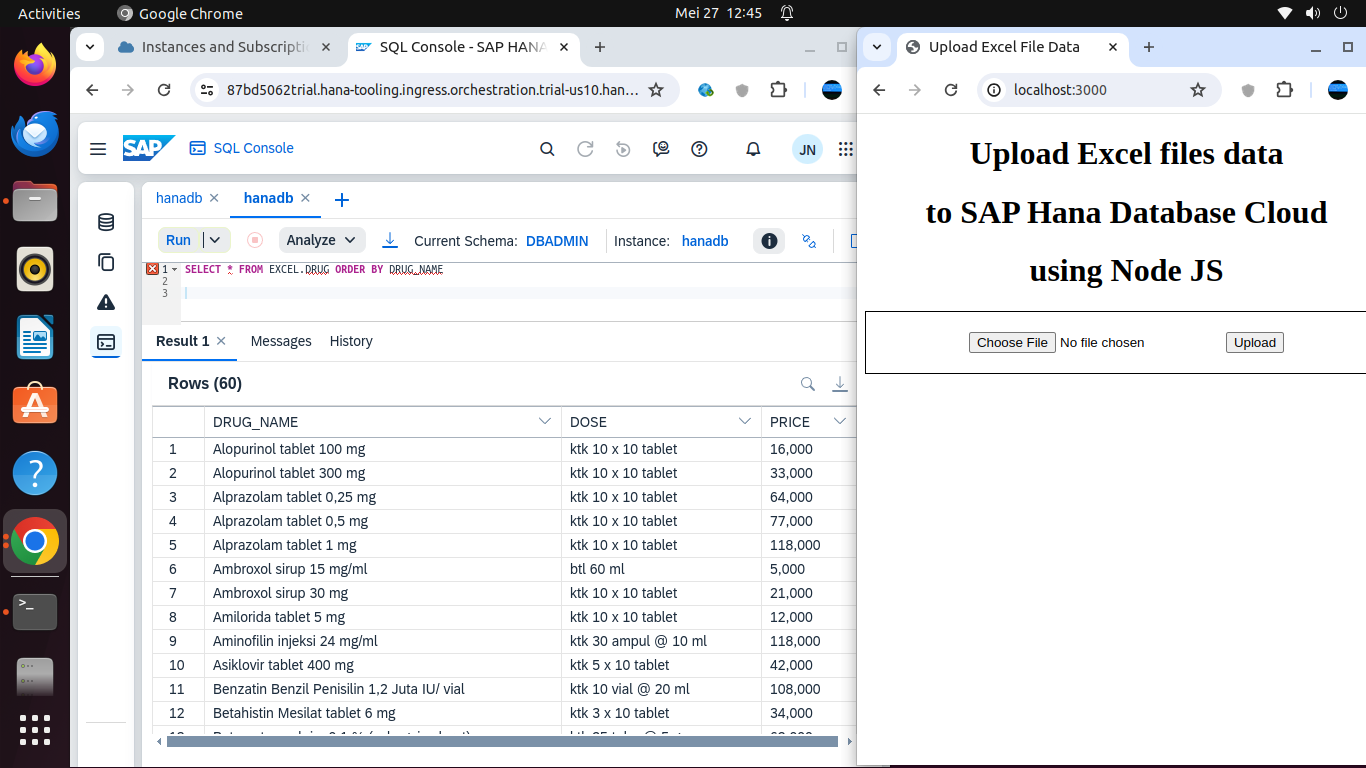 Activities
Google Chrome
Mei 27 12:45
Instances and Subscriptic
SQL Console - SAP HANA
87bd5062trial.hana-tooling.ingress.orchestration.trial-us10.han...
SAP
SQL Console
JN
hanadb
hanadb
Run
Analyze
Current Schema: DBADMIN
Instance: hanadb
1 SELECT * FROM EXCEL.DRUG ORDER BY DRUG_NAME
2
3
Result 1
Messages
History
Rows (60)
DRUG_NAME DOSE PRICE
1 Alopurinol tablet 100 mg ktk 10 x 10 tablet 16,000
2 Alopurinol tablet 300 mg ktk 10 x 10 tablet 33,000
3 Alprazolam tablet 0,25 mg ktk 10 x 10 tablet 64,000
4 Alprazolam tablet 0,5 mg ktk 10 x 10 tablet 77,000
5 Alprazolam tablet 1 mg ktk 10 x 10 tablet 118,000
6 Ambroxol sirup 15 mg/ml btl 60 ml 5,000
7 Ambroxol sirup 30 mg ktk 10 x 10 tablet 21,000
8 Amilorida tablet 5 mg ktk 10 x 10 tablet 12,000
9 Aminofilin injeksi 24 mg/ml ktk 30 ampul @ 10 ml 118,000
10 Asiklovir tablet 400 mg ktk 5 x 10 tablet 42,000
11 Benzatin Benzil Penisilin 1,2 Juta IU/ vial ktk 10 vial @ 20 ml 108,000
12 Betahistin Mesilat tablet 6 mg ktk 3 x 10 tablet 34,000
Upload Excel File Data
localhost:3000
Upload Excel files data
to SAP Hana Database Cloud
using Node JS
Choose File No file chosen
Upload